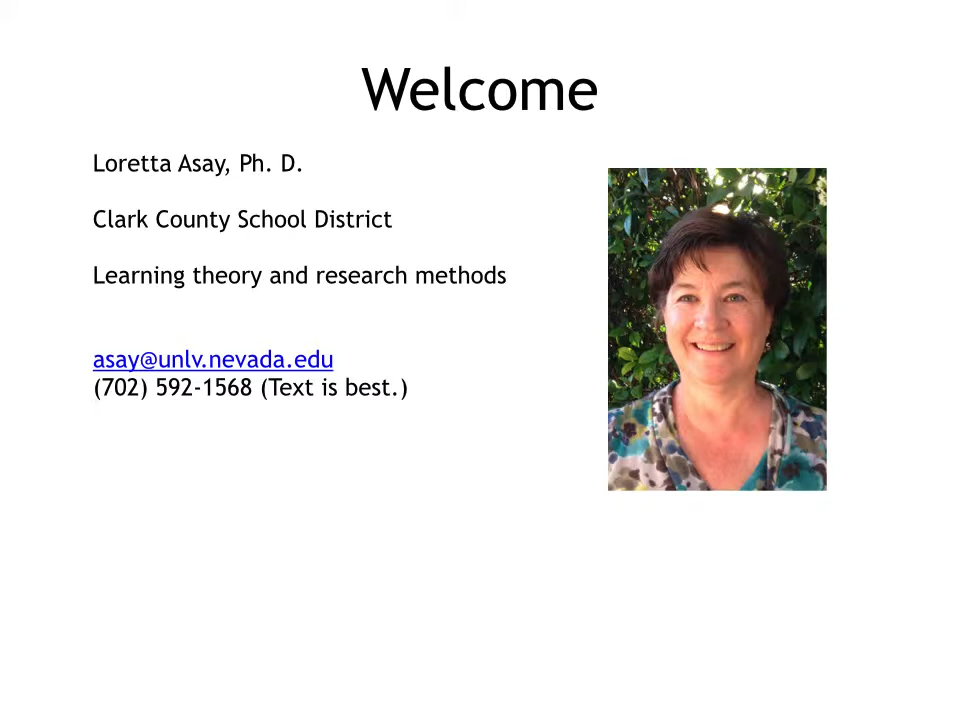 Welcome
Loretta Asay, Ph. D.
Clark County School District
Learning theory and research methods
asay@unlv.nevada.edu
(702) 592-1568 (Text is best.)